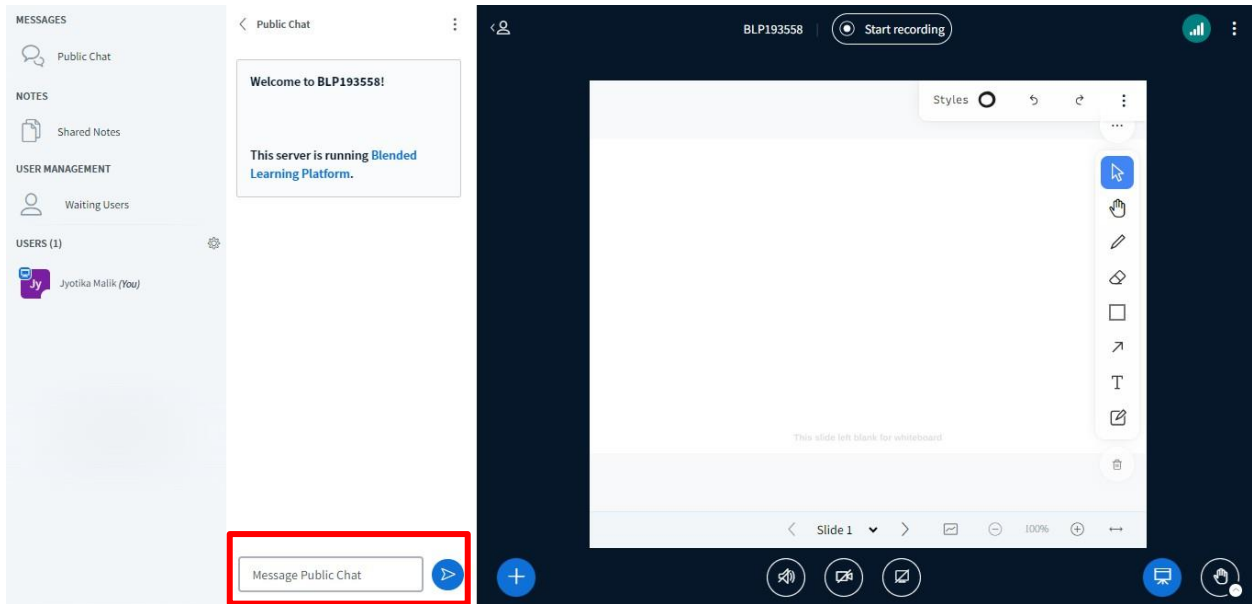 MESSAGES
Public Chat
NOTES
Shared Notes
USER MANAGEMENT
Waiting Users
USERS (1)
Jy
Jyotika Malik (You)
Public Chat
Welcome to BLP193558!
This server is running Blended
Learning Platform.
Message Public Chat
BLP193558
Start recording
Styles
T
This slide left blank for whiteboard
Slide 1
100%